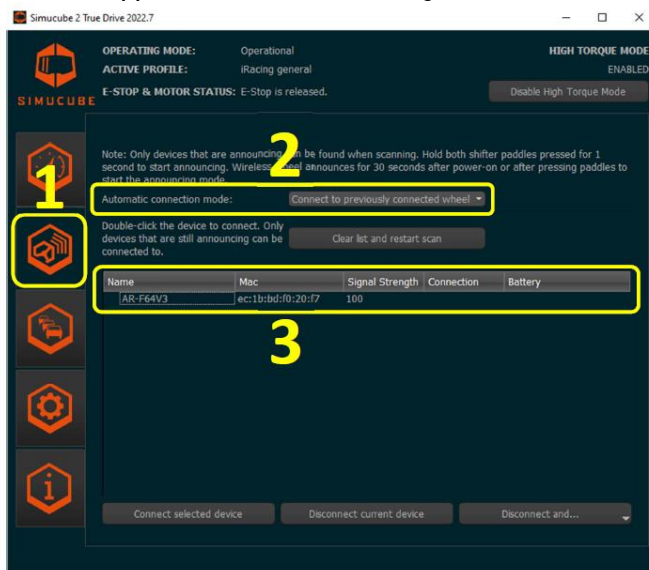 Simucube 2 True Drive 2022.7
OPERATING MODE: Operational HIGH TORQUE MODE
ACTIVE PROFILE: iRacing general ENABLED
E-STOP & MOTOR STATUS: E-Stop is released. Disable High Torque Mode
SIMUCUBE
1
2
Note: Only devices that are announcing can be found when scanning. Hold both shifter paddles pressed for 1
second to start announcing. Wireless wheel announces for 30 seconds after power-on or after pressing paddles to
start the announcing mode.
Automatic connection mode: Connect to previously connected wheel
Double-click the device to connect. Only
devices that are still announcing can be
connected to.
Clear list and restart scan
Name Mac Signal Strength Connection Battery
AR-F64V3 ec:1b:bd:f0:20:f7 100
3
Connect selected device Disconnect current device Disconnect and...